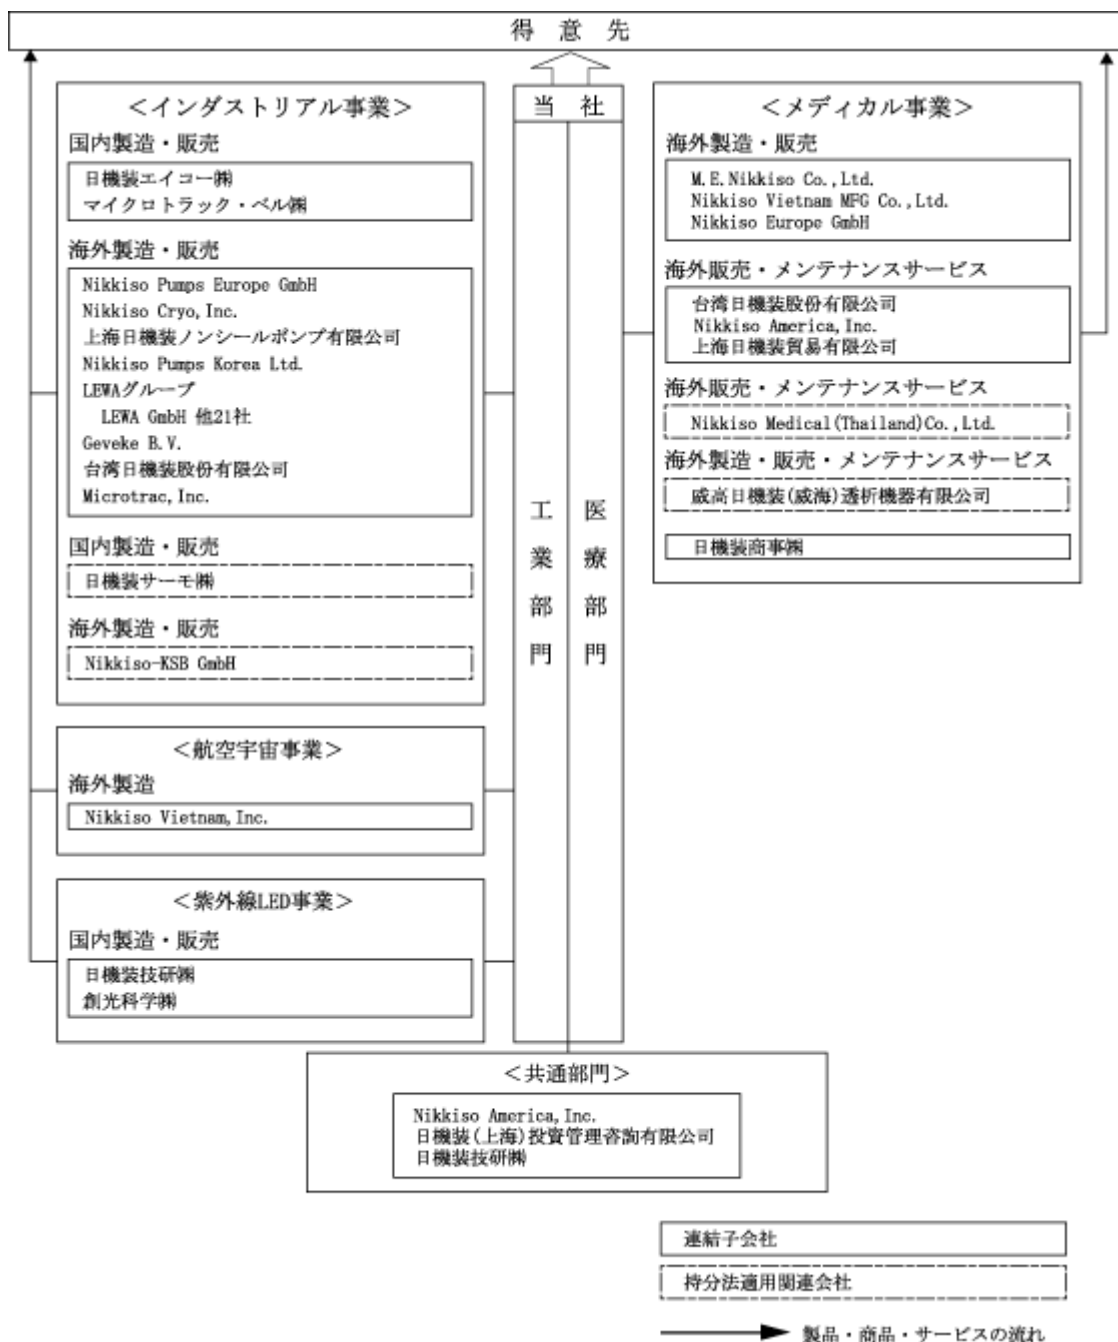 得意先
＜インダストリアル事業＞
国内製造・販売
日機装エイコー㈱
マイクロトラック・ベル㈱
海外製造・販売
Nikkiso Pumps Europe GmbH
Nikkiso Cryo,Inc.
上海日機装ノンシールポンプ有限公司
Nikkiso Pumps Korea Ltd.
LEWAグループ
LEWA GmbH 他21社
Geveke B.V.
台湾日機装股份有限公司
Microtrac,Inc.
国内製造・販売
日機装サーモ㈱
海外製造・販売
Nikkiso-KSB GmbH
＜航空宇宙事業＞
海外製造
Nikkiso Vietnam,Inc.
＜紫外線LED事業＞
国内製造・販売
日機装技研㈱
創光科学㈱
当社
工業部門
医療部門
＜メディカル事業＞
海外製造・販売
M.E.Nikkiso Co.,Ltd.
Nikkiso Vietnam MFG Co.,Ltd.
Nikkiso Europe GmbH
海外販売・メンテナンスサービス
台湾日機装股份有限公司
Nikkiso America,Inc.
上海日機装貿易有限公司
海外販売・メンテナンスサービス
Nikkiso Medical(Thailand)Co.,Ltd.
海外製造・販売・メンテナンスサービス
威高日機装(威海)透析機器有限公司
日機装商事㈱
＜共通部門＞
Nikkiso America,Inc.
日機装(上海)投資管理咨詢有限公司
日機装技研㈱
連結子会社
持分法適用関連会社
製品・商品・サービスの流れ